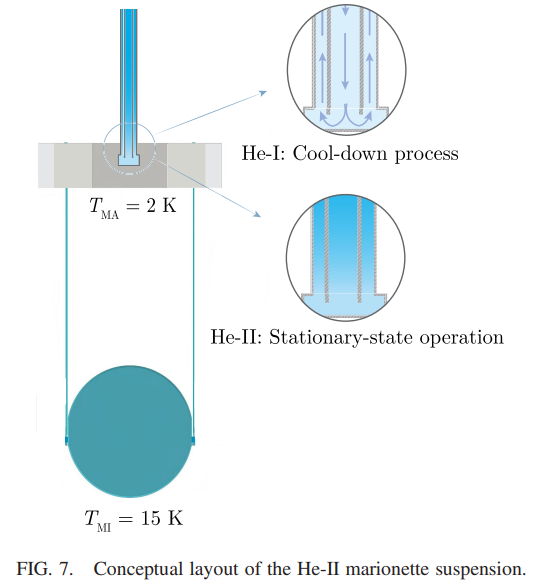 He-I: Cool-down process
T_MA = 2 K
He-II: Stationary-state operation
T_MI = 15 K
FIG. 7. Conceptual layout of the He-II marionette suspension.